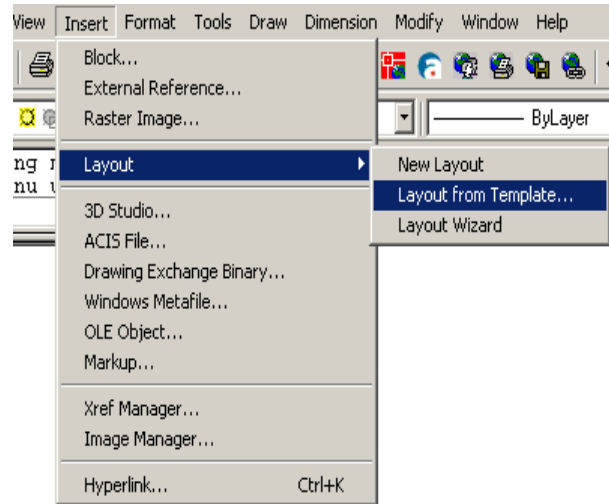 View Insert Format Tools Draw Dimension Modify Window Help
Block...
External Reference...
Raster Image...
ByLayer
ng
nu
Layout
New Layout
Layout from Template...
Layout Wizard
3D Studio...
ACIS File...
Drawing Exchange Binary...
Windows Metafile...
OLE Object...
Markup...
Xref Manager...
Image Manager...
Hyperlink... Ctrl+K